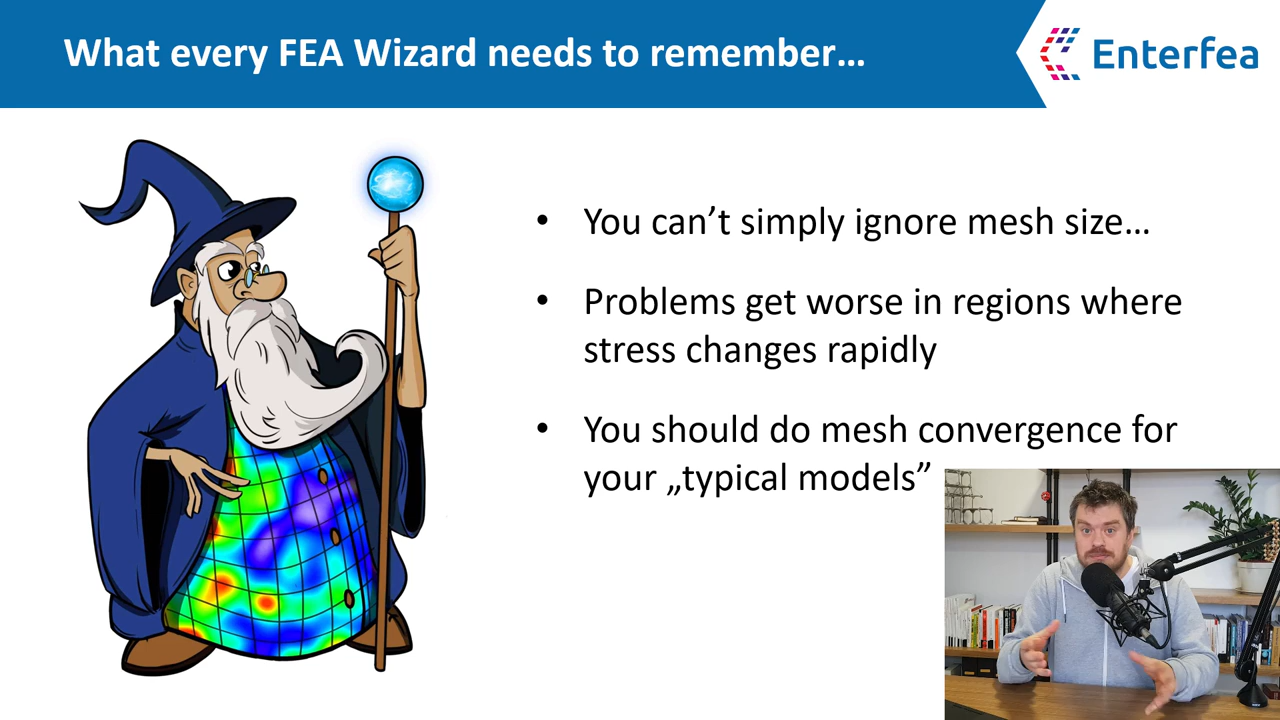 What every FEA Wizard needs to remember…
Enterfea
• You can’t simply ignore mesh size…
• Problems get worse in regions where
stress changes rapidly
• You should do mesh convergence for
your „typical models”